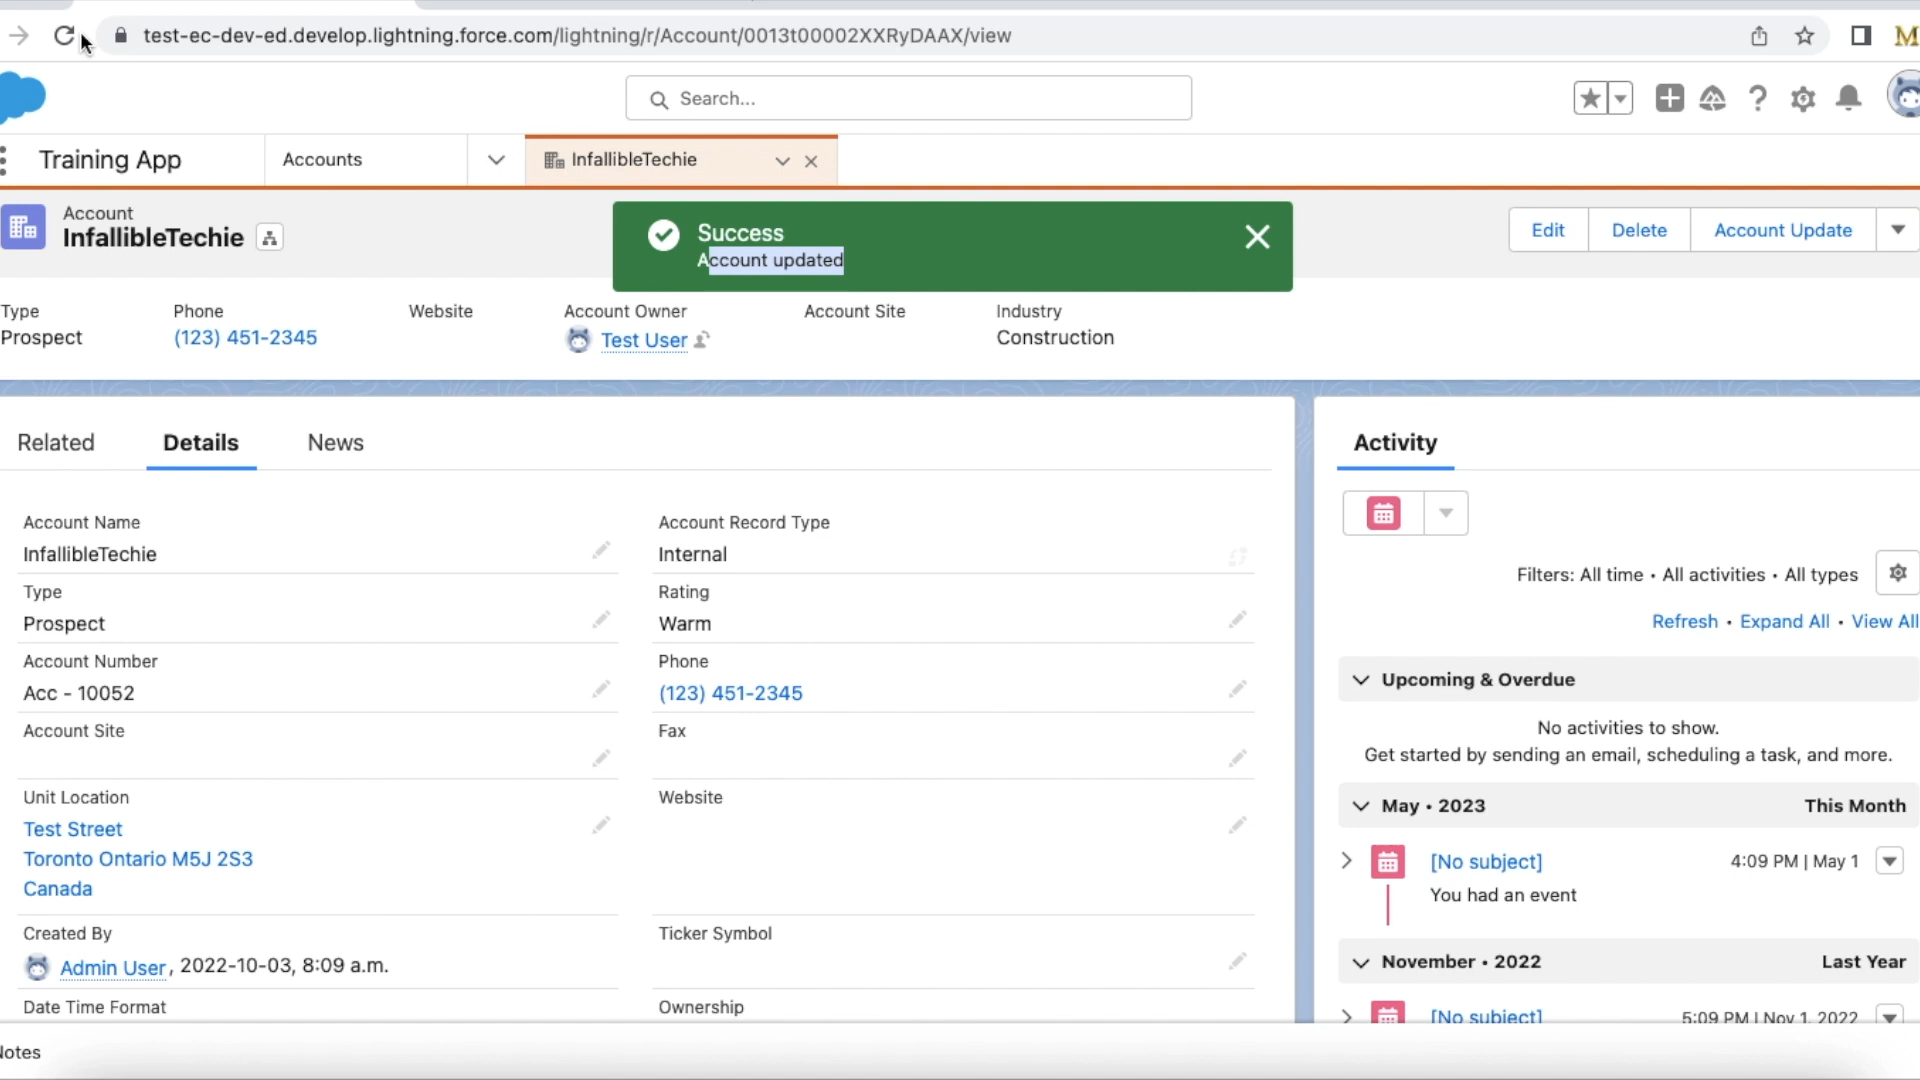 test-ec-dev-ed.develop.lightning.force.com/lightning/r/Account/0013t00002XXRyDAAX/view
M
Search...
Training App
Accounts
InfallibleTechie
Account
InfallibleTechie
Success
Account updated
Edit
Delete
Account Update
Type
Prospect
Phone
(123) 451-2345
Website
Account Owner
Test User
Account Site
Industry
Construction
Related
Details
News
Account Name
InfallibleTechie
Account Record Type
Internal
Type
Prospect
Rating
Warm
Account Number
Acc - 10052
Phone
(123) 451-2345
Account Site
Fax
Unit Location
Test Street
Toronto Ontario M5J 2S3
Canada
Website
Created By
Admin User, 2022-10-03, 8:09 a.m.
Ticker Symbol
Date Time Format
Ownership
Activity
Filters: All time • All activities • All types
Refresh • Expand All • View All
Upcoming & Overdue
No activities to show.
Get started by sending an email, scheduling a task, and more.
May • 2023 This Month
[No subject] 4:09 PM | May 1
You had an event
November • 2022 Last Year
[No subject] 5:09 PM | Nov 1, 2022
Notes